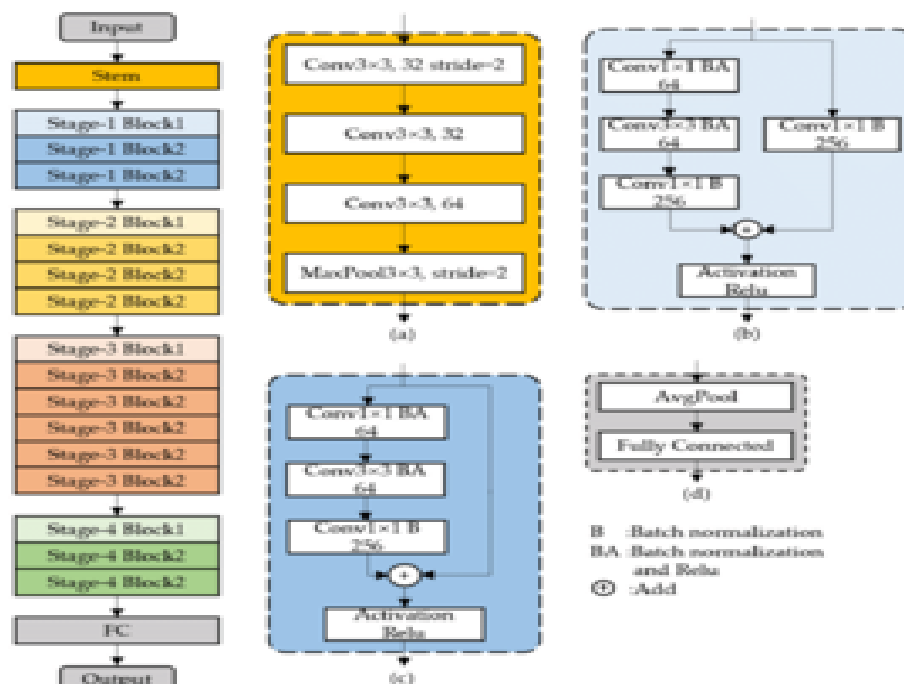 Input
Stem
Stage-1 Block1
Stage-1 Block2
Stage-1 Block2
Stage-2 Block1
Stage-2 Block2
Stage-2 Block2
Stage-2 Block2
Stage-3 Block1
Stage-3 Block2
Stage-3 Block2
Stage-3 Block2
Stage-3 Block2
Stage-3 Block2
Stage-4 Block1
Stage-4 Block2
Stage-4 Block2
FC
Output
Conv3×3, 32 stride=2
Conv3×3, 32
Conv3×3, 64
MaxPool3×3, stride=2
(a)
Conv1×1 BA
64
Conv3×3 BA
64
Conv1×1 B
256
Conv1×1 B
256
+
Activation
Relu
(b)
Conv1×1 BA
64
Conv3×3 BA
64
Conv1×1 B
256
+
Activation
Relu
(c)
AvgPool
Fully Connected
(d)
B :Batch normalization
BA :Batch normalization
and Relu
+ :Add